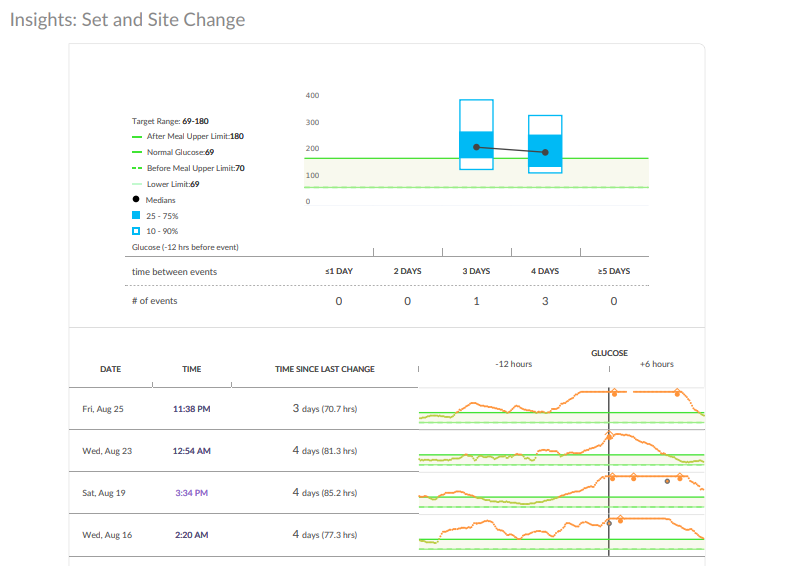 Insights: Set and Site Change
400
300
200
100
0
Target Range: 69-180
After Meal Upper Limit:180
Normal Glucose:69
Before Meal Upper Limit:70
Lower Limit:69
Medians
25 - 75%
10 - 90%
Glucose (-12 hrs before event)
time between events ≤1 DAY 2 DAYS 3 DAYS 4 DAYS ≥5 DAYS
# of events 0 0 1 3 0
GLUCOSE
-12 hours +6 hours
DATE TIME TIME SINCE LAST CHANGE
Fri, Aug 25 11:38 PM 3 days (70.7 hrs)
Wed, Aug 23 12:54 AM 4 days (81.3 hrs)
Sat, Aug 19 3:34 PM 4 days (85.2 hrs)
Wed, Aug 16 2:20 AM 4 days (77.3 hrs)